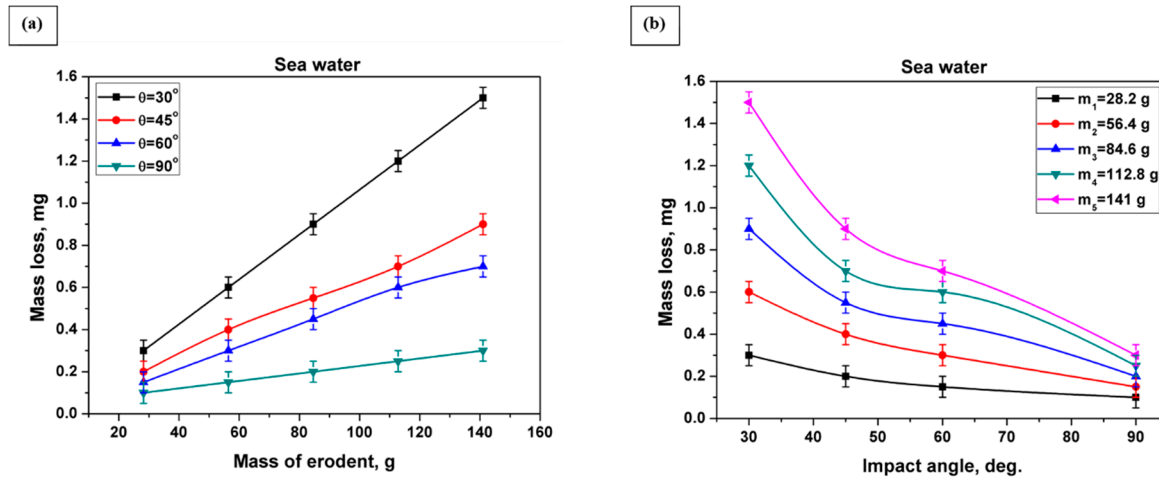 (a)
Sea water
θ=30°
θ=45°
θ=60°
θ=90°
1.6
1.4
1.2
1.0
0.8
0.6
0.4
0.2
0.0
Mass loss, mg
20 40 60 80 100 120 140 160
Mass of erodent, g
(b)
Sea water
m₁=28.2 g
m₂=56.4 g
m₃=84.6 g
m₄=112.8 g
m₅=141 g
1.6
1.4
1.2
1.0
0.8
0.6
0.4
0.2
0.0
Mass loss, mg
30 40 50 60 70 80 90
Impact angle, deg.